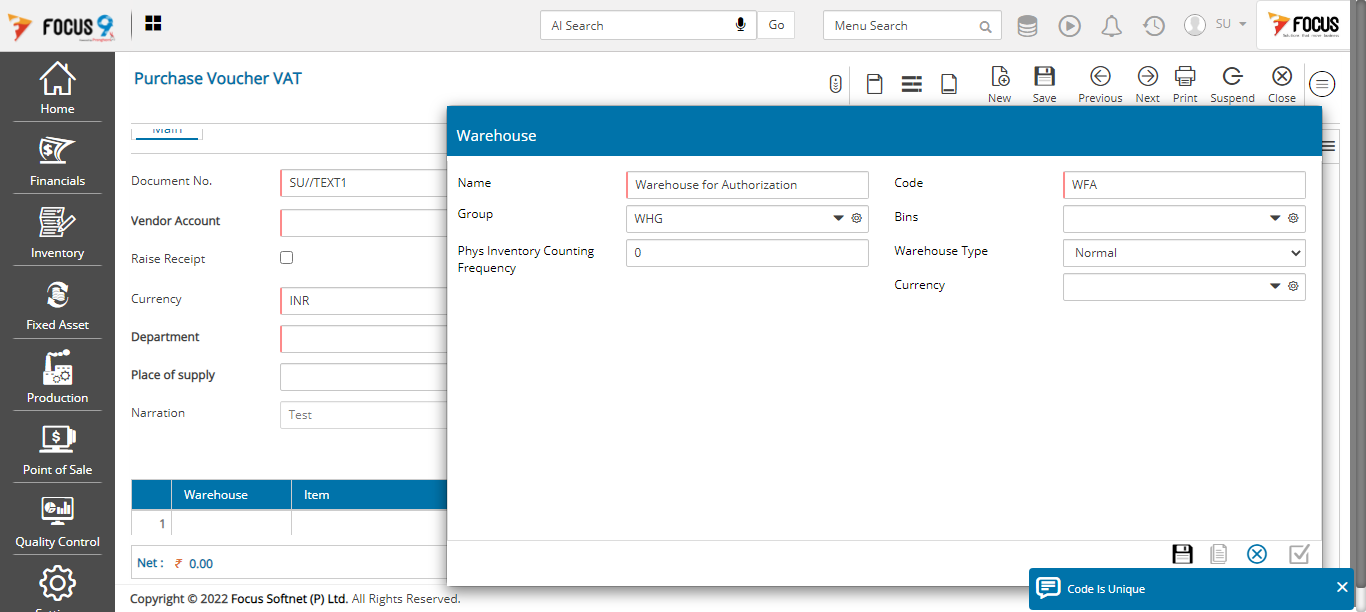 FOCUS 9
AI Search
Go
Menu Search
SU
FOCUS
Home
Financials
Inventory
Fixed Asset
Production
Point of Sale
Quality Control
Purchase Voucher VAT
New
Save
Previous
Next
Print
Suspend
Close
Main
Document No.
SU//TEXT1
Vendor Account
Raise Receipt
Currency
INR
Department
Place of supply
Narration
Test
Warehouse
Item
1
Net : ₹ 0.00
Warehouse
Name
Warehouse for Authorization
Code
WFA
Group
WHG
Bins
Phys Inventory Counting
Frequency
0
Warehouse Type
Normal
Currency
Code Is Unique
Copyright © 2022 Focus Softnet (P) Ltd. All Rights Reserved.